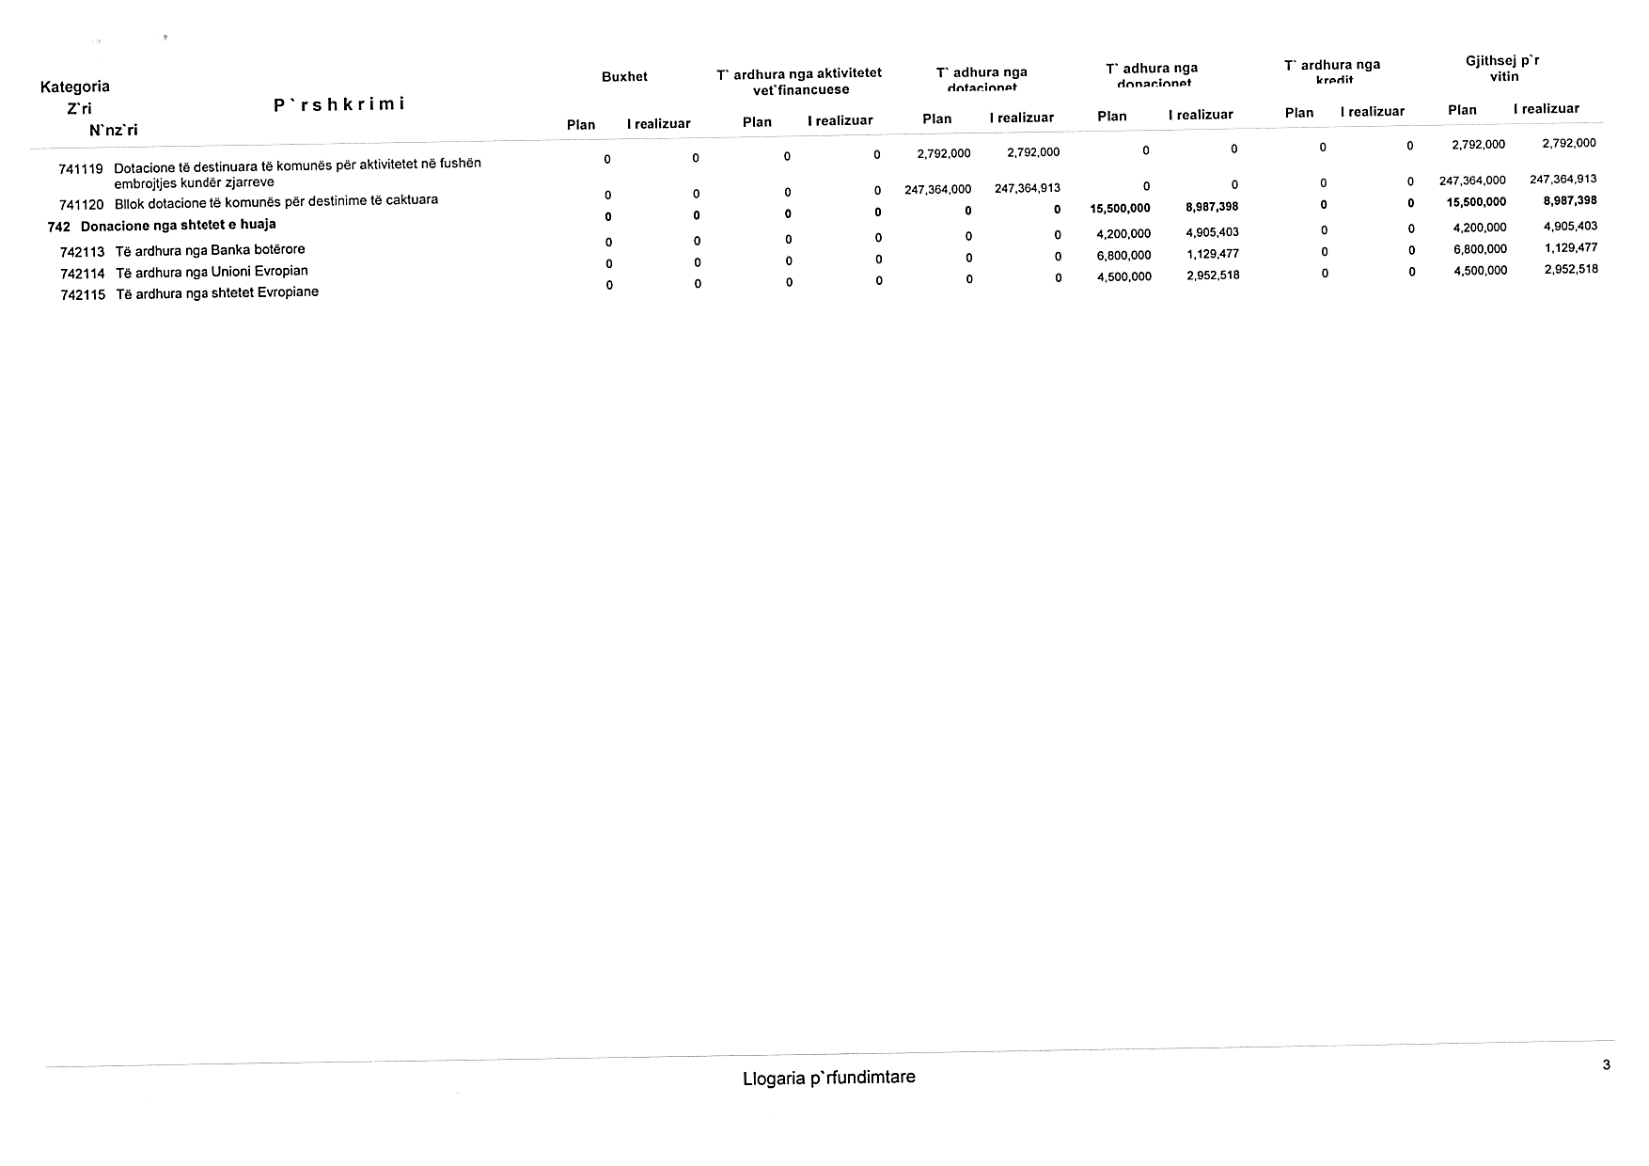 Kategoria
Z`ri
N`nz`ri
P`rshkrimi
Buxhet
T` ardhura nga aktivitetet
vet`financuese
T` adhura nga
dotacionet
T` adhura nga
donacionet
T` ardhura nga
kredit
Gjithsej p`r
vitin
Plan I realizuar Plan I realizuar Plan I realizuar Plan I realizuar Plan I realizuar Plan I realizuar
741119 Dotacione të destinuara të komunës për aktivitetet në fushën 0 0 0 0 2,792,000 2,792,000 0 0 0 0 2,792,000 2,792,000
embrojtjes kundër zjarreve
741120 Bllok dotacione të komunës për destinime të caktuara 0 0 0 0 247,364,000 247,364,913 0 0 0 0 247,364,000 247,364,913
742 Donacione nga shtetet e huaja 0 0 0 0 0 0 15,500,000 8,987,398 0 0 15,500,000 8,987,398
742113 Të ardhura nga Banka botërore 0 0 0 0 0 0 4,200,000 4,905,403 0 0 4,200,000 4,905,403
742114 Të ardhura nga Unioni Evropian 0 0 0 0 0 0 6,800,000 1,129,477 0 0 6,800,000 1,129,477
742115 Të ardhura nga shtetet Evropiane 0 0 0 0 0 0 4,500,000 2,952,518 0 0 4,500,000 2,952,518
Llogaria p`rfundimtare
3